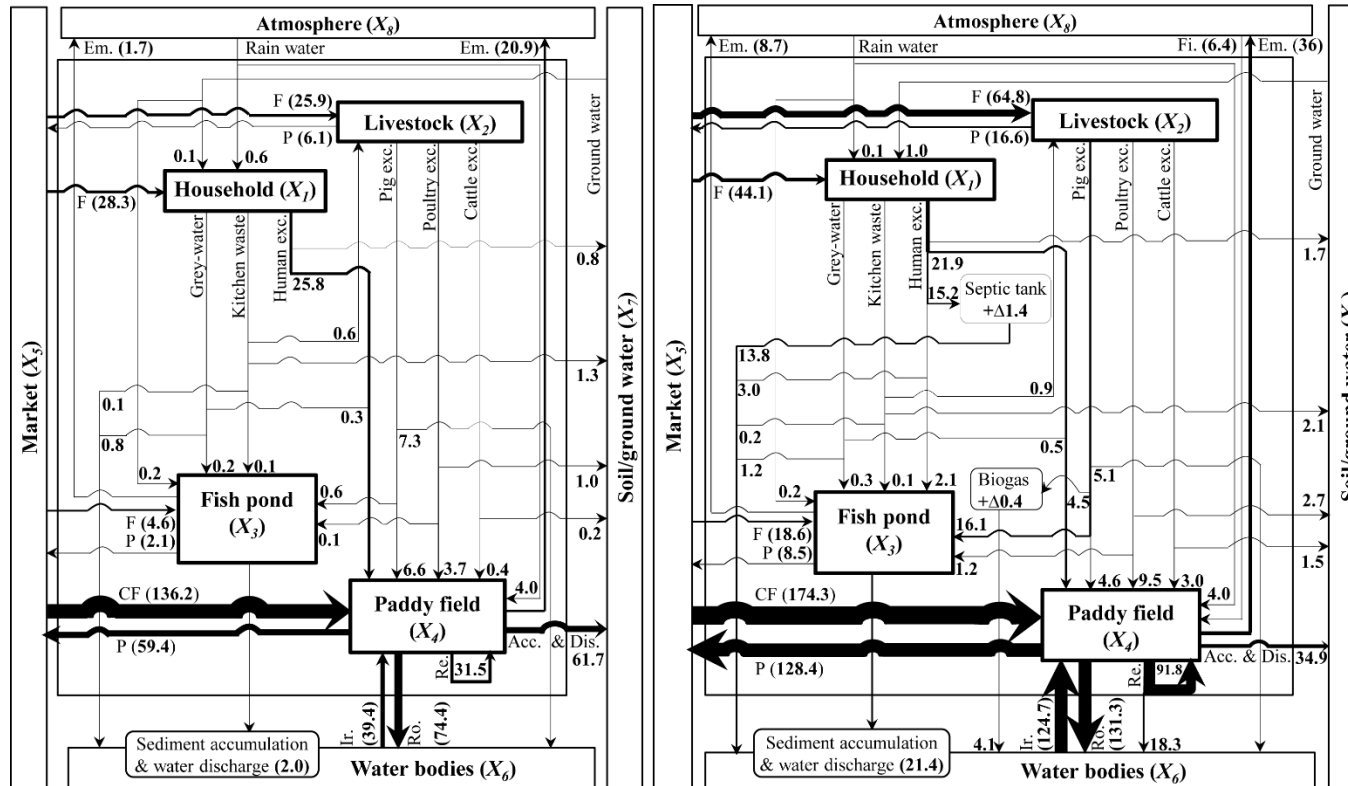 Atmosphere (X8)
Em. (1.7)
Rain water
Em. (20.9)
F (25.9)
P (6.1)
Livestock (X2)
Ground water
0.1
0.6
Household (X1)
F (28.3)
Pig exc.
Poultry exc.
Cattle exc.
Grey-water
Kitchen waste
Human exc.
0.8
25.8
Market (X5)
Soil/ground water (X7)
0.6
1.3
0.1
0.3
0.8
7.3
0.2
0.2
0.1
1.0
Fish pond
(X3)
0.6
F (4.6)
P (2.1)
0.1
0.2
6.6
3.7
0.4
4.0
CF (136.2)
Paddy field
(X4)
P (59.4)
Acc. & Dis.
61.7
Re.
31.5
Ir.
(39.4)
Ro.
(74.4)
Sediment accumulation
& water discharge (2.0)
Water bodies (X6)
Atmosphere (X8)
Em. (8.7)
Rain water
Fi. (6.4)
Em. (36)
F (64.8)
P (16.6)
Livestock (X2)
Ground water
0.1
1.0
Household (X1)
F (44.1)
Pig exc.
Poultry exc.
Cattle exc.
Grey-water
Kitchen waste
Human exc.
1.7
21.9
15.2
Septic tank
+Δ1.4
Market (X5)
13.8
3.0
0.9
0.2
2.1
1.2
0.5
5.1
Biogas
+Δ0.4
4.5
0.2
0.3
0.1
2.1
2.7
Fish pond
(X3)
16.1
F (18.6)
P (8.5)
1.2
1.5
4.6
9.5
3.0
4.0
CF (174.3)
Paddy field
(X4)
P (128.4)
Acc. & Dis.
34.9
Re.
91.8
Ir.
(124.7)
Ro.
(131.3)
4.1
18.3
Sediment accumulation
& water discharge (21.4)
Water bodies (X6)